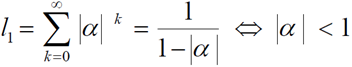 l₁ = ∑_{k=0}^{∞} |α|^k = 1/(1−|α|) ⇔ |α| < 1